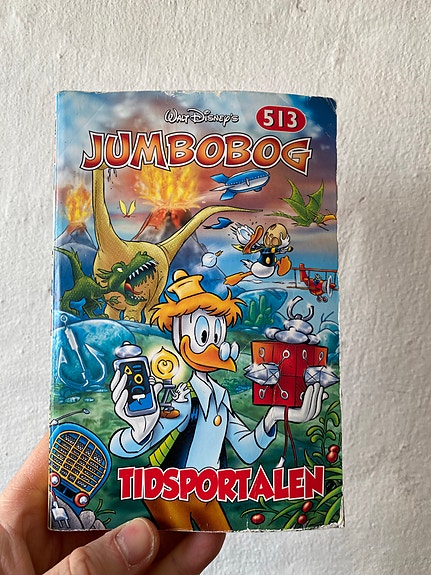 Walt Disney's
513
JUMBOBOG
TIDSPORTALEN